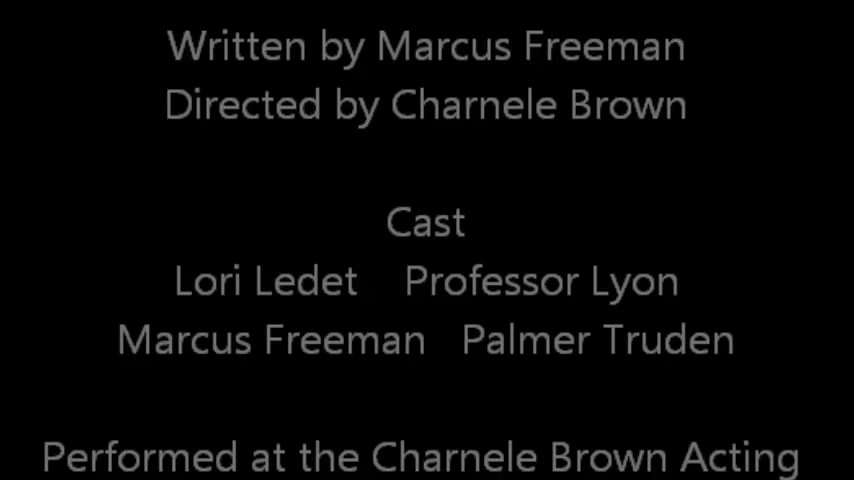 Written by Marcus Freeman
Directed by Charnele Brown
Cast
Lori Ledet Professor Lyon
Marcus Freeman Palmer Truden
Performed at the Charnele Brown Acting